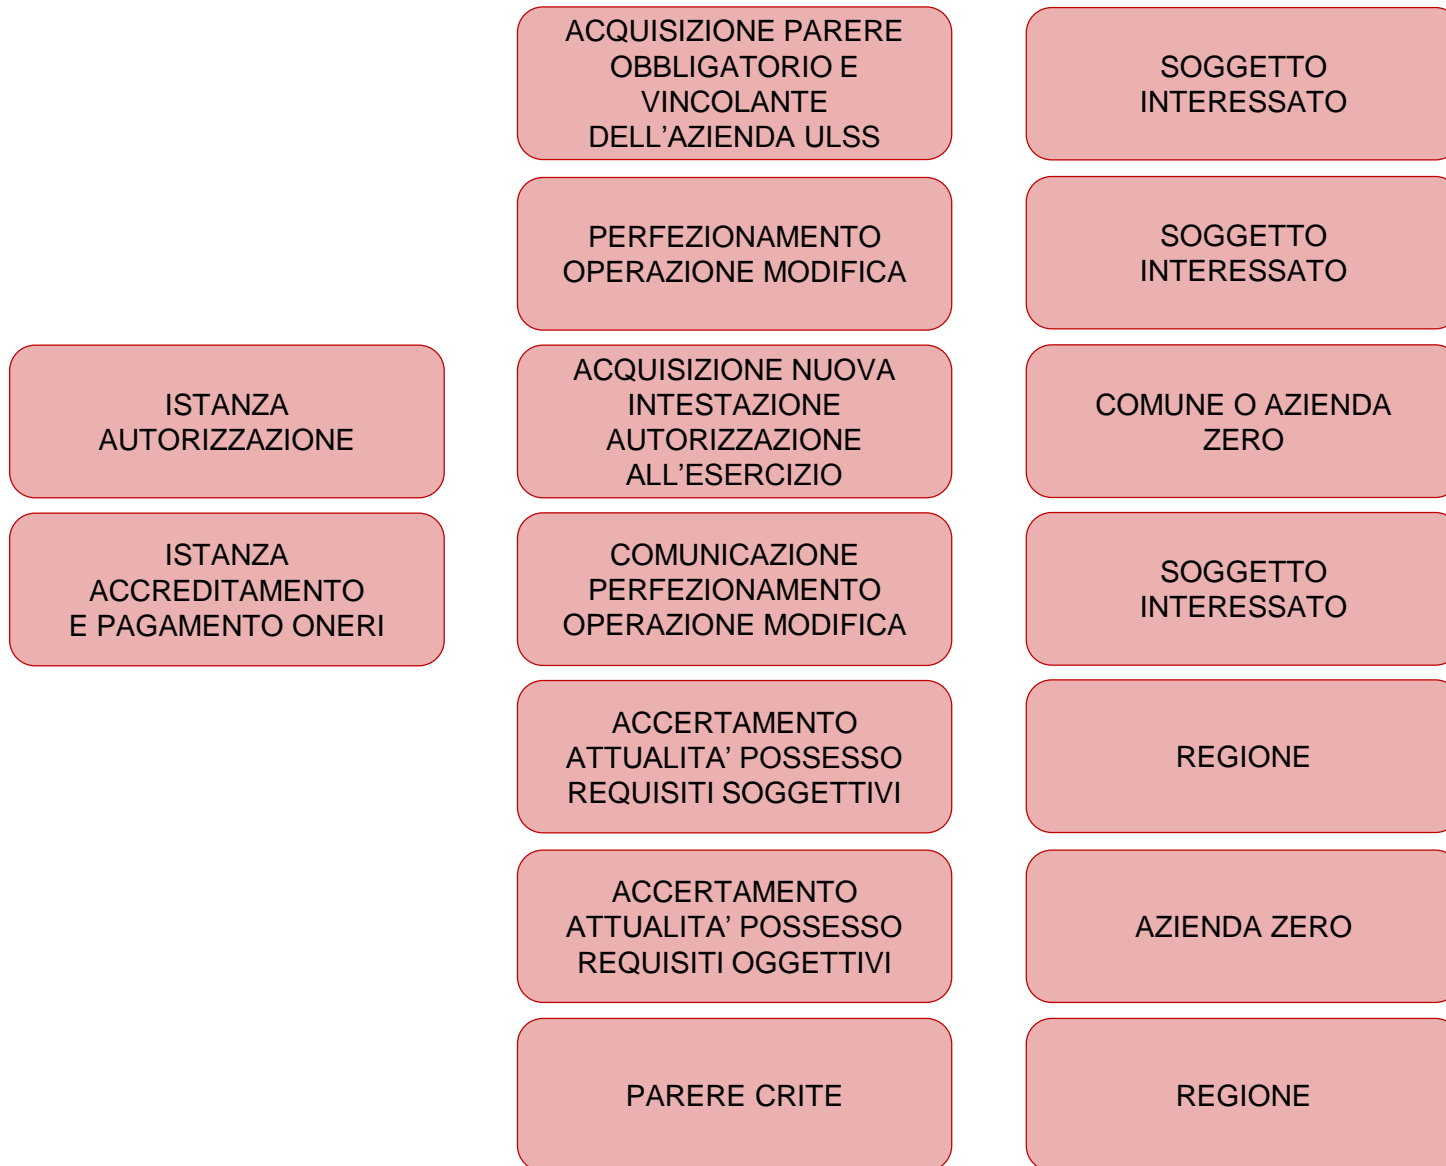 ACQUISIZIONE PARERE
OBBLIGATORIO E
VINCOLANTE
DELL’AZIENDA ULSS
SOGGETTO
INTERESSATO
PERFEZIONAMENTO
OPERAZIONE MODIFICA
SOGGETTO
INTERESSATO
ISTANZA
AUTORIZZAZIONE
ACQUISIZIONE NUOVA
INTESTAZIONE
AUTORIZZAZIONE
ALL’ESERCIZIO
COMUNE O AZIENDA
ZERO
ISTANZA
ACCREDITAMENTO
E PAGAMENTO ONERI
COMUNICAZIONE
PERFEZIONAMENTO
OPERAZIONE MODIFICA
SOGGETTO
INTERESSATO
ACCERTAMENTO
ATTUALITA’ POSSESSO
REQUISITI SOGGETTIVI
REGIONE
ACCERTAMENTO
ATTUALITA’ POSSESSO
REQUISITI OGGETTIVI
AZIENDA ZERO
PARERE CRITE
REGIONE